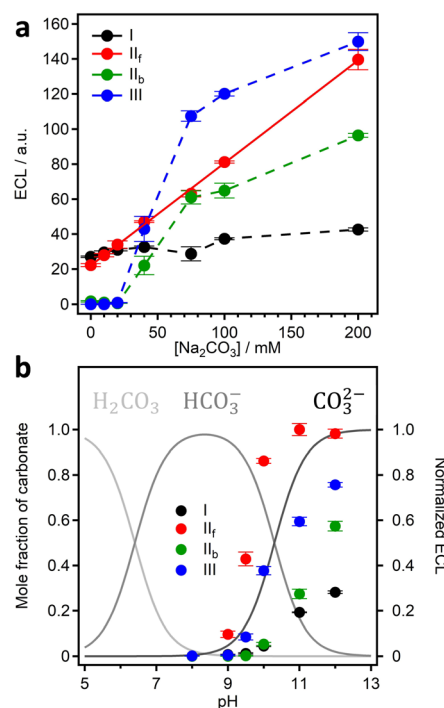 a
I
II_f
II_b
III
160
140
120
100
80
60
40
20
0
ECL / a.u.
0
50
100
150
200
[Na₂CO₃] / mM
b
H₂CO₃
HCO₃⁻
CO₃²⁻
1.0
0.8
0.6
0.4
0.2
0
Mole fraction of carbonate
I
II_f
II_b
III
1.0
0.8
0.6
0.4
0.2
0
Normalized ECL
5
7
9
11
13
pH